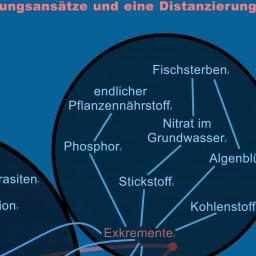 ungsansätze und eine Distanzierung
Fischsterben
endlicher
Pflanzennährstoff
Nitrat im
Grundwasser
Phosphor
Algenblü
Stickstoff
rasiten
Kohlenstoff
ion
Exkremente